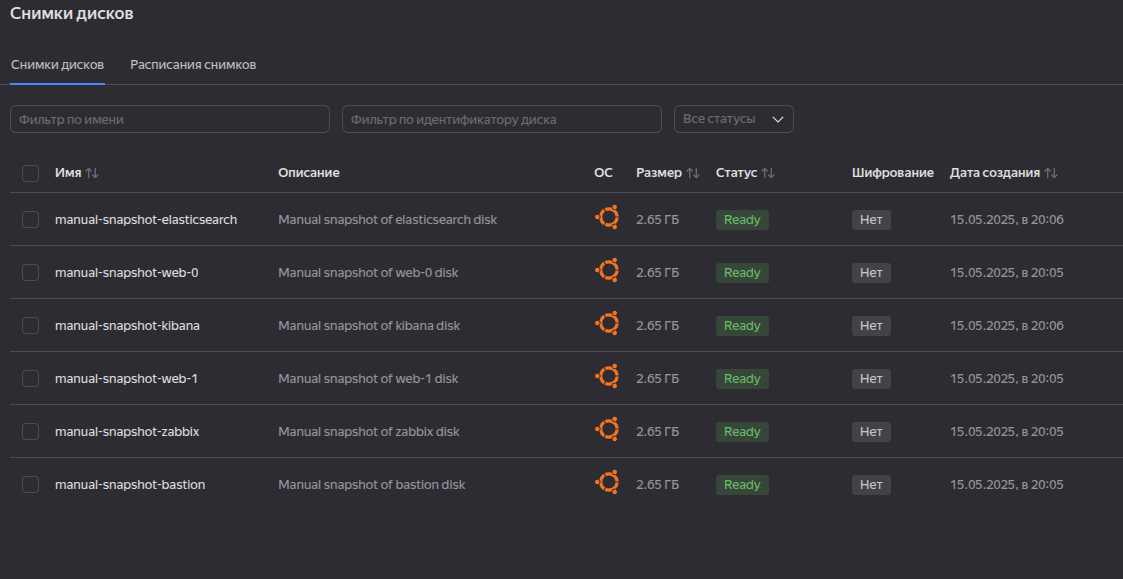 Снимки дисков
Снимки дисков Расписания снимков
Фильтр по имени Фильтр по идентификатору диска Все статусы
Имя Описание ОС Размер Статус Шифрование Дата создания
manual-snapshot-elasticsearch Manual snapshot of elasticsearch disk 2.65 ГБ Ready Нет 15.05.2025, в 20:06
manual-snapshot-web-0 Manual snapshot of web-0 disk 2.65 ГБ Ready Нет 15.05.2025, в 20:05
manual-snapshot-kibana Manual snapshot of kibana disk 2.65 ГБ Ready Нет 15.05.2025, в 20:06
manual-snapshot-web-1 Manual snapshot of web-1 disk 2.65 ГБ Ready Нет 15.05.2025, в 20:05
manual-snapshot-zabbix Manual snapshot of zabbix disk 2.65 ГБ Ready Нет 15.05.2025, в 20:05
manual-snapshot-bastion Manual snapshot of bastion disk 2.65 ГБ Ready Нет 15.05.2025, в 20:05